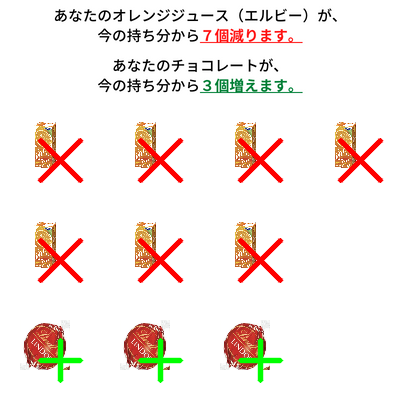 あなたのオレンジジュース（エルビー）が、
今の持ち分から７個減ります。
あなたのチョコレートが、
今の持ち分から３個増えます。